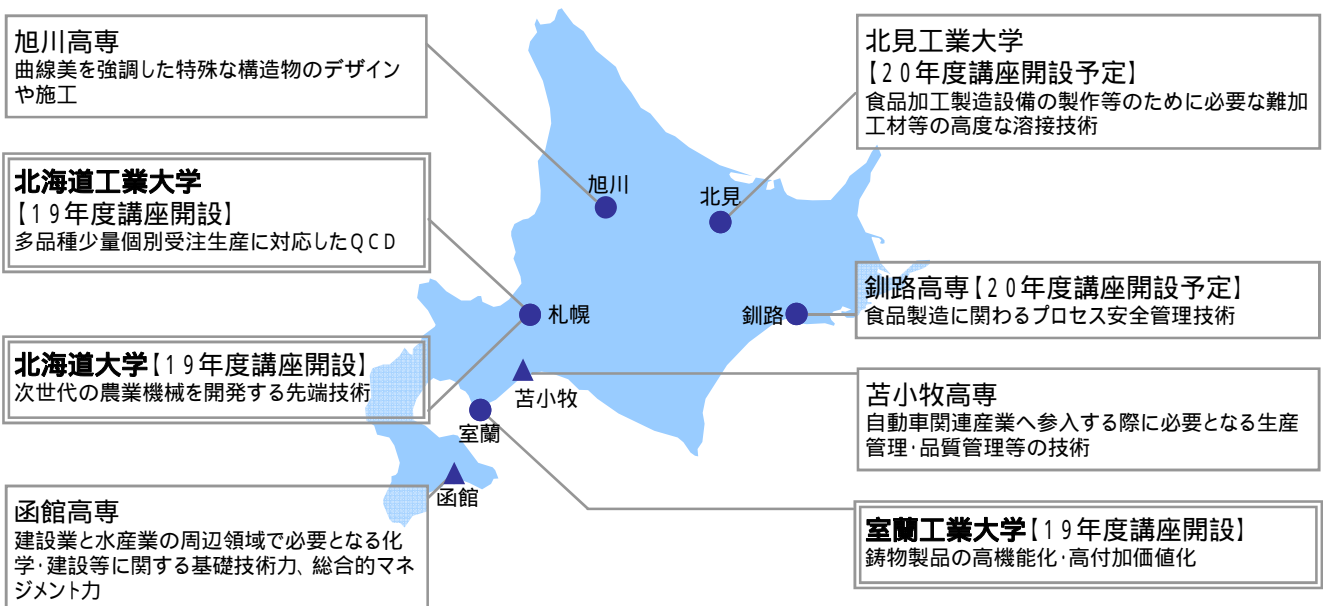 旭川高専
曲線美を強調した特殊な構造物のデザイン
や施工
北海道工業大学
【19年度講座開設】
多品種少量個別受注生産に対応したQCD
北海道大学【19年度講座開設】
次世代の農業機械を開発する先端技術
函館高専
建設業と水産業の周辺領域で必要となる化
学・建設等に関する基礎技術力、総合的マネ
ジメント力
旭川
北見
札幌
釧路
苫小牧
室蘭
函館
北見工業大学
【20年度講座開設予定】
食品加工製造設備の製作等のために必要な難加
工材等の高度な溶接技術
釧路高専【20年度講座開設予定】
食品製造に関わるプロセス安全管理技術
苫小牧高専
自動車関連産業へ参入する際に必要となる生産
管理・品質管理等の技術
室蘭工業大学【19年度講座開設】
鋳物製品の高機能化・高付加価値化